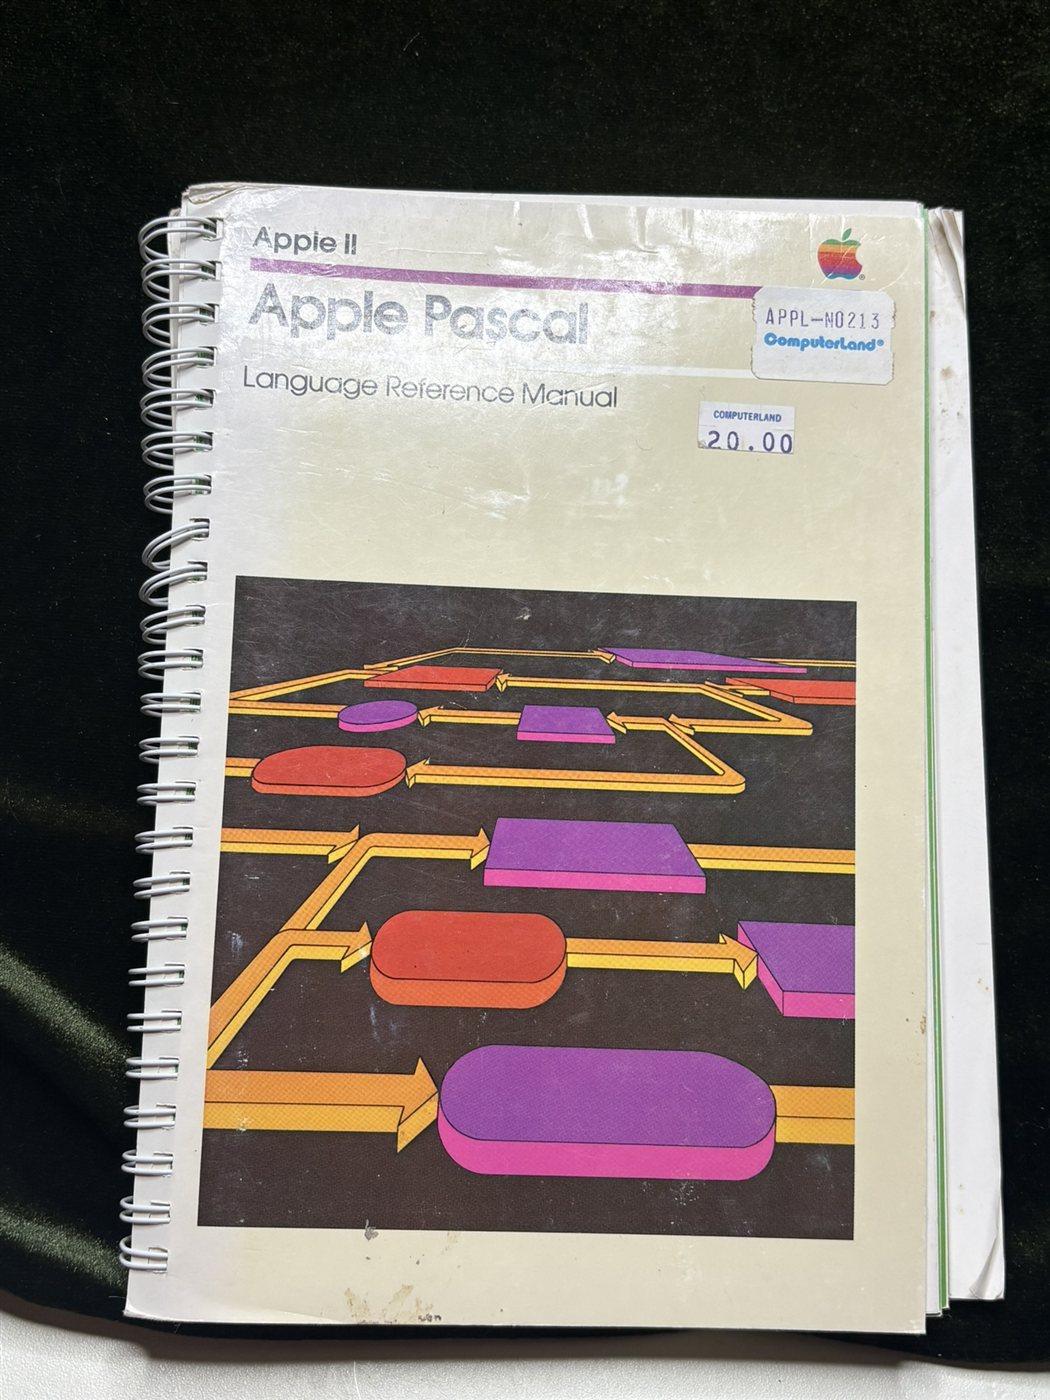 Apple II
Apple Pascal
Language Reference Manual
APPL-N0213
ComputerLand®
COMPUTERLAND
20.00